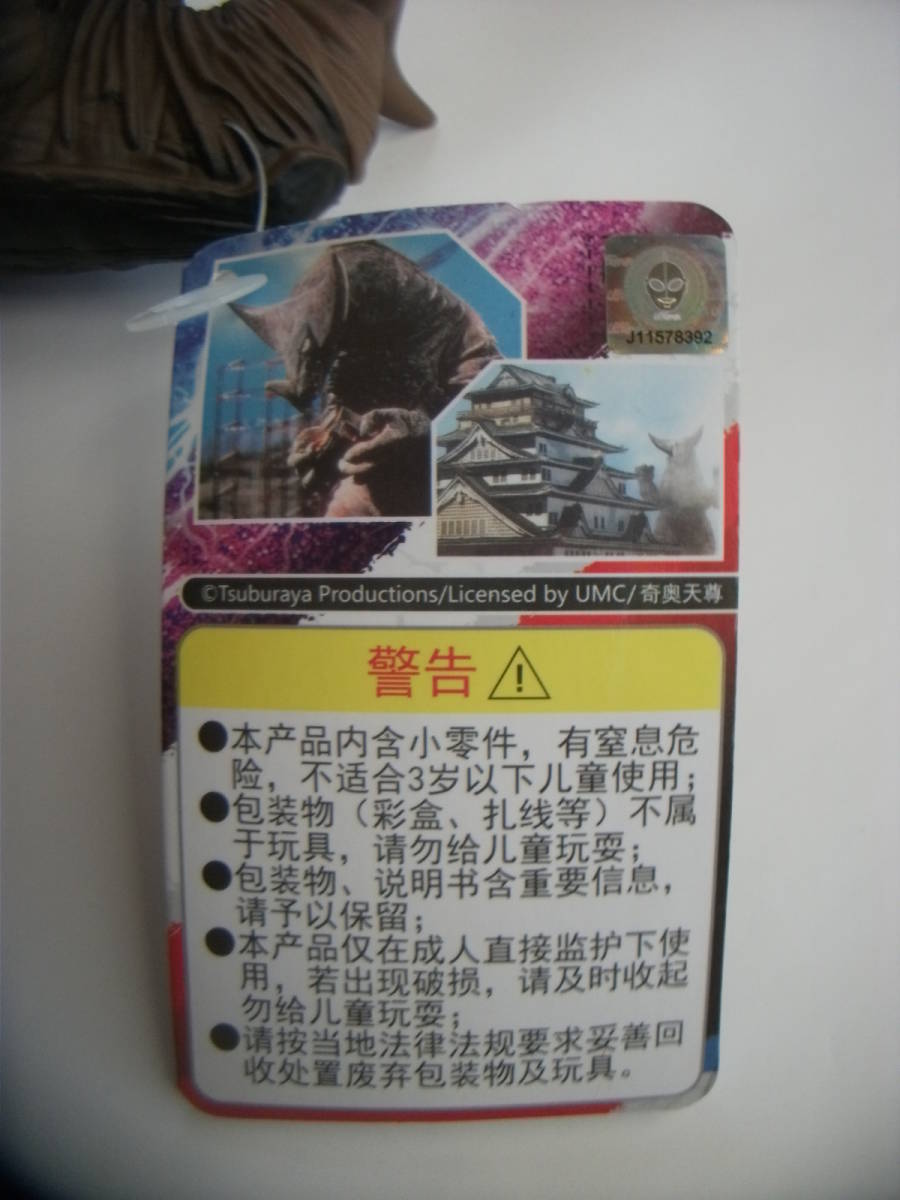 J11578392
©Tsuburaya Productions/Licensed by UMC/奇奥天尊
警告
●本产品内含小零件，有窒息危
险，不适合3岁以下儿童使用；
●包装物（彩盒、扎线等）不属
于玩具，请勿给儿童玩耍；
●包装物、说明书含重要信息，
请予以保留；
●本产品仅在成人直接监护下使
用，若出现破损，请及时收起
勿给儿童玩耍；
●请按当地法律法规要求妥善回
收处置废弃包装物及玩具。